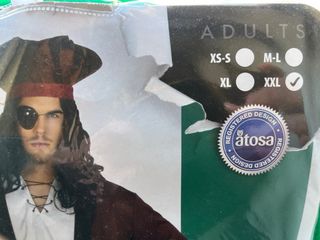 ADULTS
XS-S M-L
XL XXL
REGISTERED DESIGN
atosa
REGISTERED DESIGN